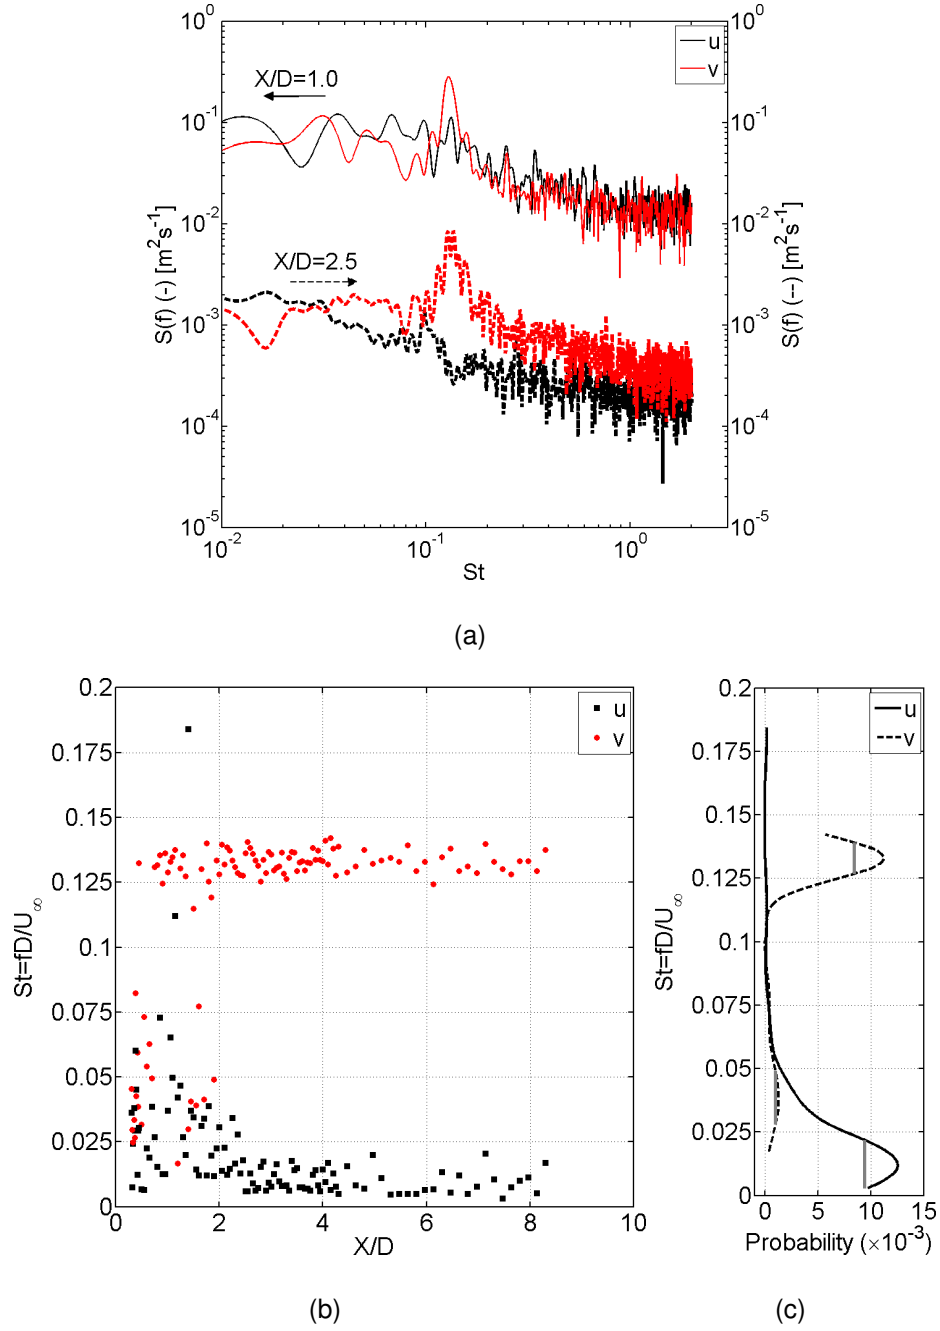 10^0
10^-1
10^-2
10^-3
10^-4
10^-5
S(f) (-) [m^2s^-1]
10^0
10^-1
10^-2
10^-3
10^-4
10^-5
S(f) (--) [m^2s^-1]
u
v
X/D=1.0
X/D=2.5
10^-2 10^-1 10^0
St
(a)
0.2
0.175
0.15
0.125
0.1
0.075
0.05
0.025
0
St=fD/U_∞
u
v
0 2 4 6 8 10
X/D
(b)
0.2
0.175
0.15
0.125
0.1
0.075
0.05
0.025
0
St=fD/U_∞
u
v
0 5 10 15
Probability (×10^-3)
(c)